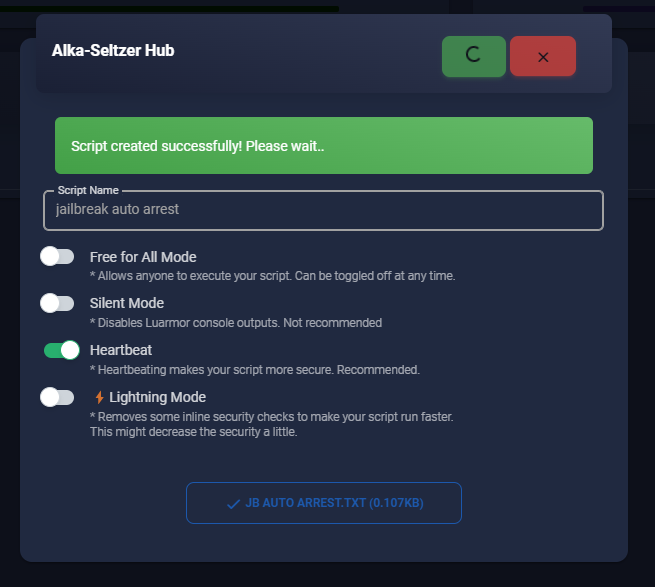 Alka-Seltzer Hub
Script created successfully! Please wait..
Script Name
jailbreak auto arrest
Free for All Mode
* Allows anyone to execute your script. Can be toggled off at any time.
Silent Mode
* Disables Luarmor console outputs. Not recommended
Heartbeat
* Heartbeating makes your script more secure. Recommended.
Lightning Mode
* Removes some inline security checks to make your script run faster.
This might decrease the security a little.
JB AUTO ARREST.TXT (0.107KB)